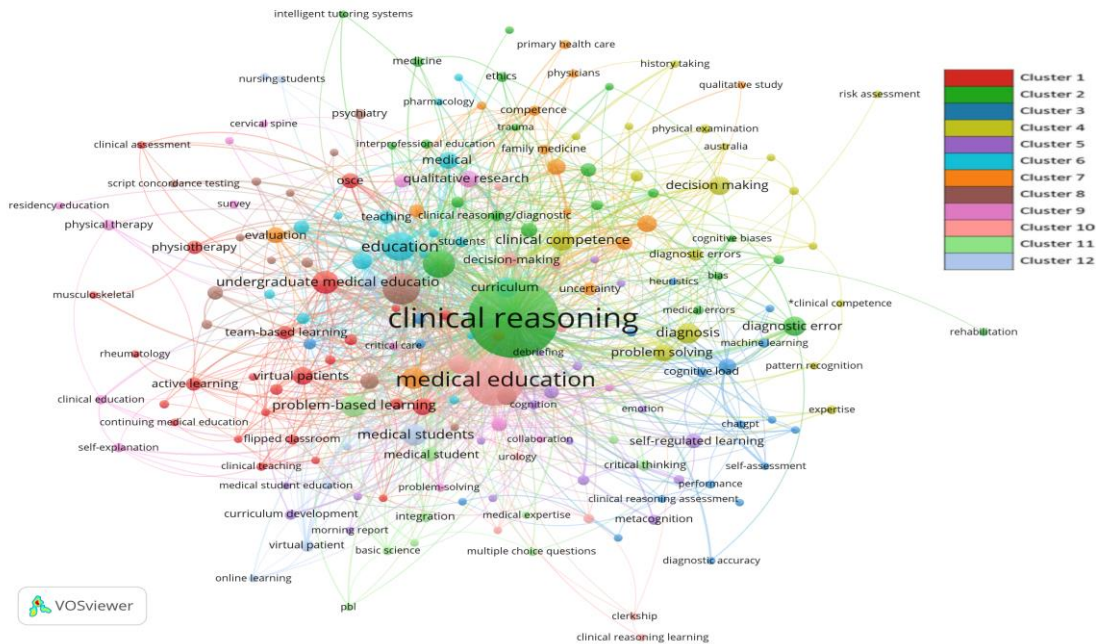 intelligent tutoring systems
primary health care
medicine
history taking
nursing students
ethics
physicians
qualitative study
risk assessment
pharmacology
competence
psychiatry
cervical spine
trauma
physical examination
clinical assessment
interprofessional education
family medicine
australia
medical
script concordance testing
osce
qualitative research
decision making
residency education
survey
teaching
clinical reasoning/diagnostic
physical therapy
evaluation
students
clinical competence
cognitive biases
physiotherapy
education
decision-making
diagnostic errors
undergraduate medical educatio
curriculum
uncertainty
heuristics
bias
musculoskeletal
*clinical competence
clinical reasoning
medical errors
team-based learning
diagnosis
diagnostic error
rehabilitation
critical care
machine learning
rheumatology
debriefing
problem solving
virtual patients
medical education
cognitive load
pattern recognition
active learning
clinical education
problem-based learning
cognition
emotion
expertise
continuing medical education
chatgpt
flipped classroom
medical students
collaboration
self-regulated learning
self-explanation
medical student
urology
clinical teaching
critical thinking
self-assessment
medical student education
problem-solving
performance
clinical reasoning assessment
curriculum development
integration
medical expertise
metacognition
morning report
virtual patient
basic science
multiple choice questions
diagnostic accuracy
online learning
pbl
clerkship
clinical reasoning learning
Cluster 1
Cluster 2
Cluster 3
Cluster 4
Cluster 5
Cluster 6
Cluster 7
Cluster 8
Cluster 9
Cluster 10
Cluster 11
Cluster 12
VOSviewer